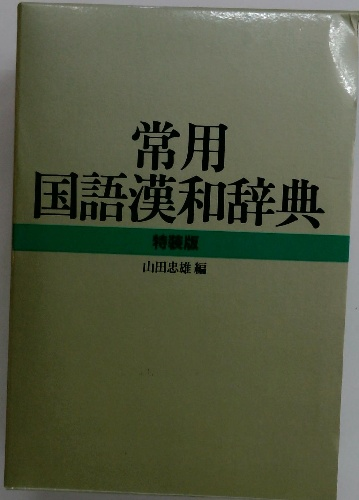 常用
国語漢和辞典
特装版
山田忠雄 編